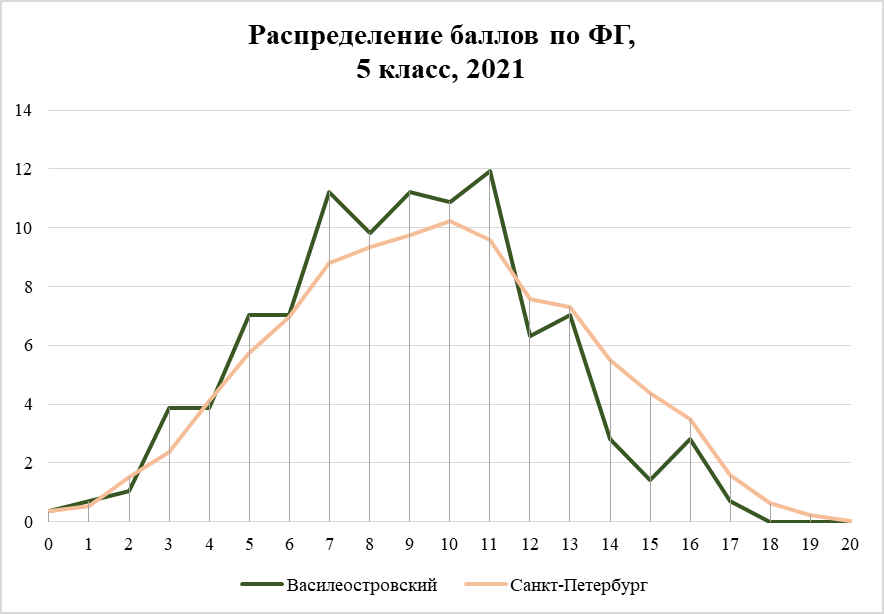 Распределение баллов по ФГ,
5 класс, 2021
14
12
10
8
6
4
2
0
0 1 2 3 4 5 6 7 8 9 10 11 12 13 14 15 16 17 18 19 20
Василеостровский Санкт-Петербург